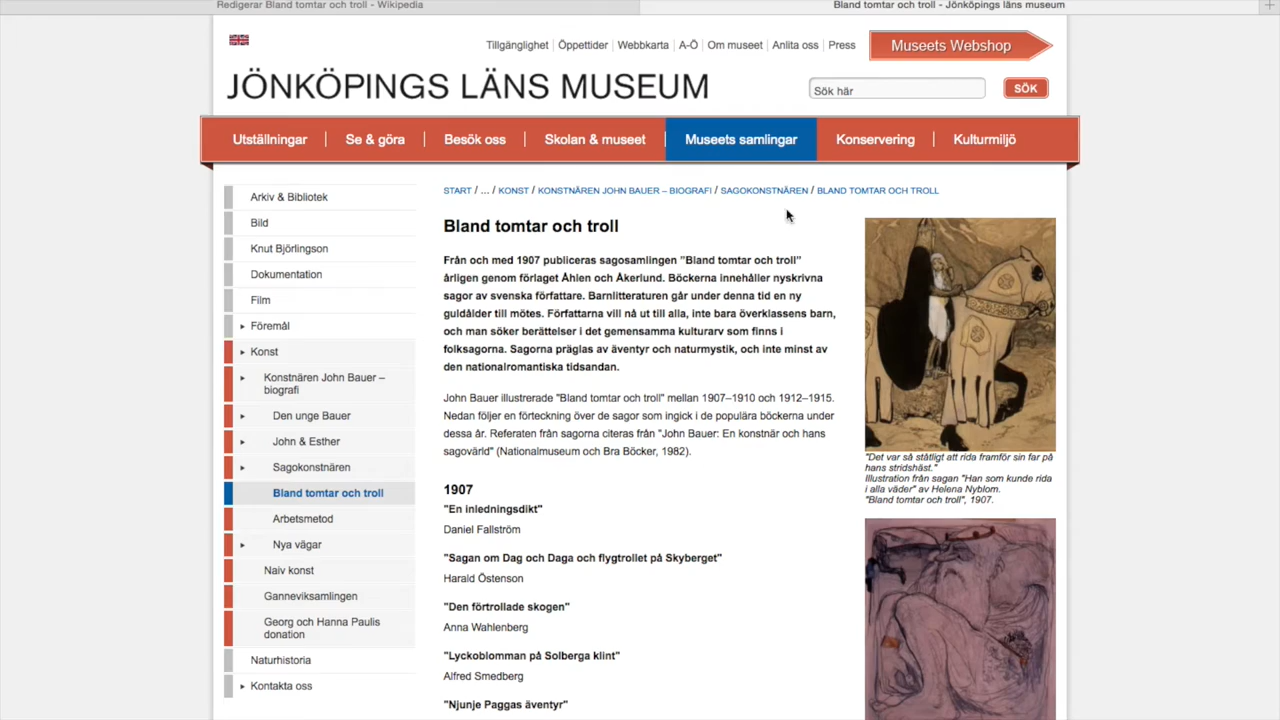 Redigerar Bland tomtar och troll - Wikipedia
Bland tomtar och troll - Jönköpings läns museum
Tillgänglighet
Öppettider
Webbkarta
A-Ö
Om museet
Anlita oss
Press
Museets Webshop
JÖNKÖPINGS LÄNS MUSEUM
Sök här
SÖK
Utställningar
Se & göra
Besök oss
Skolan & museet
Museets samlingar
Konservering
Kulturmiljö
Arkiv & Bibliotek
Bild
Knut Björlingson
Dokumentation
Film
Föremål
Konst
Konstnären John Bauer –
biografi
Den unge Bauer
John & Esther
Sagokonstnären
Bland tomtar och troll
Arbetsmetod
Nya vägar
Naiv konst
Ganneviksamlingen
Georg och Hanna Paulis
donation
Naturhistoria
Kontakta oss
START / ... / KONST / KONSTNÄREN JOHN BAUER – BIOGRAFI / SAGOKONSTNÄREN / BLAND TOMTAR OCH TROLL
Bland tomtar och troll
Från och med 1907 publiceras sagosamlingen "Bland tomtar och troll"
årligen genom förlaget Åhlen och Åkerlund. Böckerna innehåller nyskrivna
sagor av svenska författare. Barnlitteraturen går under denna tid en ny
guldålder till mötes. Författarna vill nå ut till alla, inte bara överklassens barn,
och man söker berättelser i det gemensamma kulturarv som finns i
folksagorna. Sagorna präglas av äventyr och naturmystik, och inte minst av
den nationalromantiska tidsandan.
John Bauer illustrerade "Bland tomtar och troll" mellan 1907–1910 och 1912–1915.
Nedan följer en förteckning över de sagor som ingick i de populära böckerna under
dessa år. Referaten från sagorna citeras från "John Bauer: En konstnär och hans
sagovärld" (Nationalmuseum och Bra Böcker, 1982).
1907
"En inledningsdikt"
Daniel Fallström
"Sagan om Dag och Daga och flygtrollet på Skyberget"
Harald Östenson
"Den förtrollade skogen"
Anna Wahlenberg
"Lyckoblomman på Solberga klint"
Alfred Smedberg
"Njunje Paggas äventyr"
"Det var så ståtligt att rida framför sin far på
hans stridshäst."
Illustration från sagan "Han som kunde rida
i alla väder" av Helena Nyblom.
"Bland tomtar och troll", 1907.